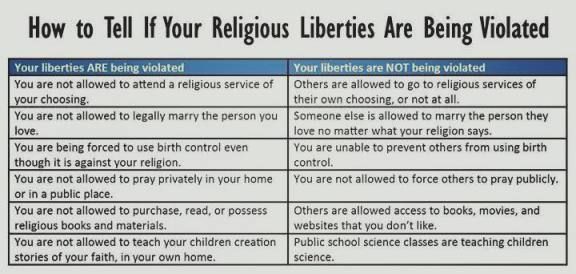 How to Tell If Your Religious Liberties Are Being Violated
Your liberties ARE being violated
Your liberties are NOT being violated
You are not allowed to attend a religious service of
your choosing.
Others are allowed to go to religious services of
their own choosing, or not at all.
You are not allowed to legally marry the person you
love.
Someone else is allowed to marry the person they
love no matter what your religion says.
You are being forced to use birth control even
though it is against your religion.
You are unable to prevent others from using birth
control.
You are not allowed to pray privately in your home
or in a public place.
You are not allowed to force others to pray publicly.
You are not allowed to purchase, read, or possess
religious books and materials.
Others are allowed access to books, movies, and
websites that you don't like.
You are not allowed to teach your children creation
stories of your faith, in your own home.
Public school science classes are teaching children
science.